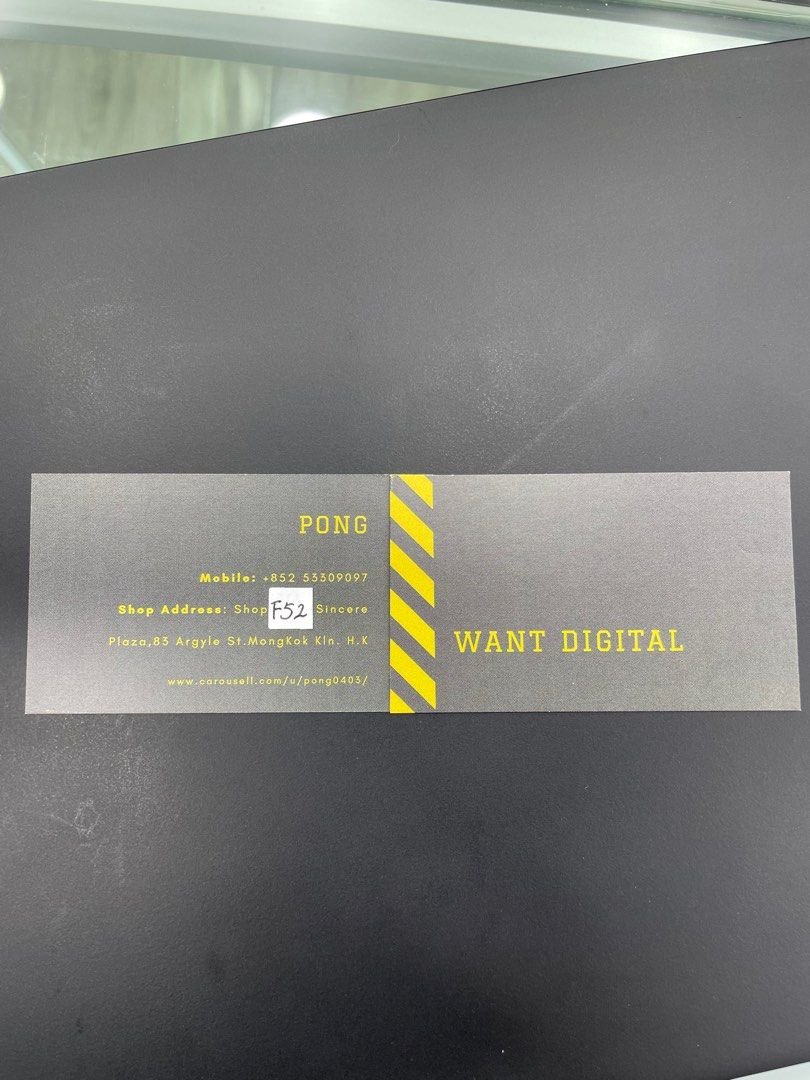 PONG
Mobile: +852 53309097
Shop Address: Shop F52 Sincere
Plaza,83 Argyle St.MongKok Kln. H.K
www.carousell.com/u/pong0403/
WANT DIGITAL